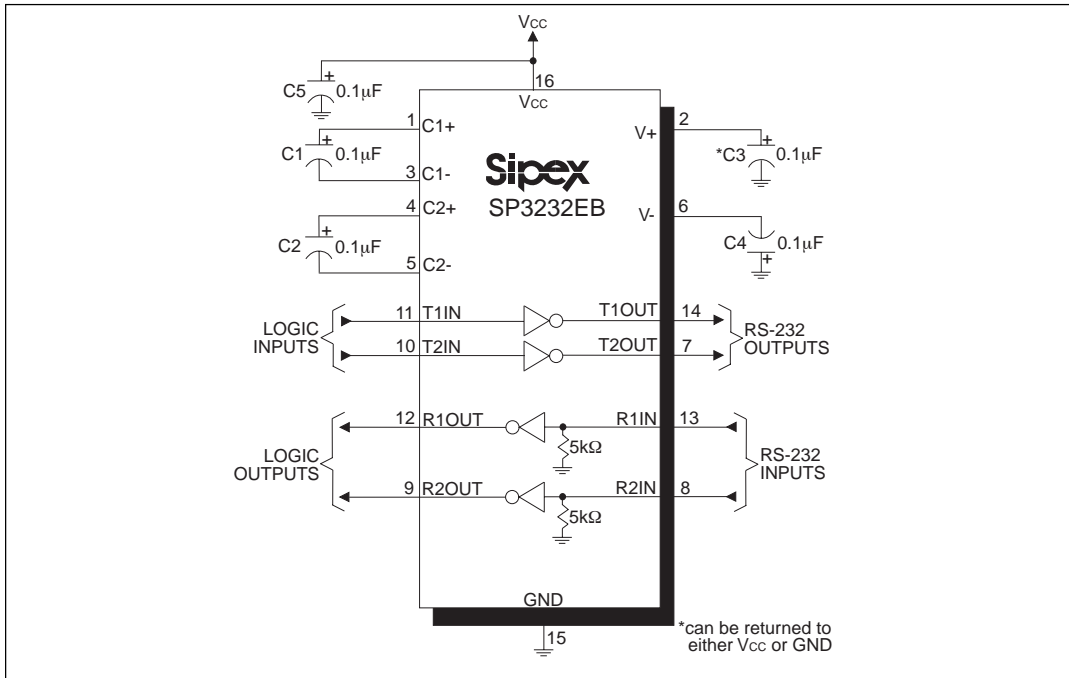 VCC
C5
+
0.1µF
16
VCC
1
C1+
C1
+
0.1µF
3
C1-
4
C2+
C2
+
0.1µF
5
C2-
Sipex
SP3232EB
V+
2
*C3
+
0.1µF
V-
6
C4
0.1µF
+
LOGIC
INPUTS
11
T1IN
T1OUT
14
10
T2IN
T2OUT
7
RS-232
OUTPUTS
LOGIC
OUTPUTS
12
R1OUT
R1IN
13
5kΩ
9
R2OUT
R2IN
8
5kΩ
RS-232
INPUTS
GND
15
*can be returned to
either VCC or GND